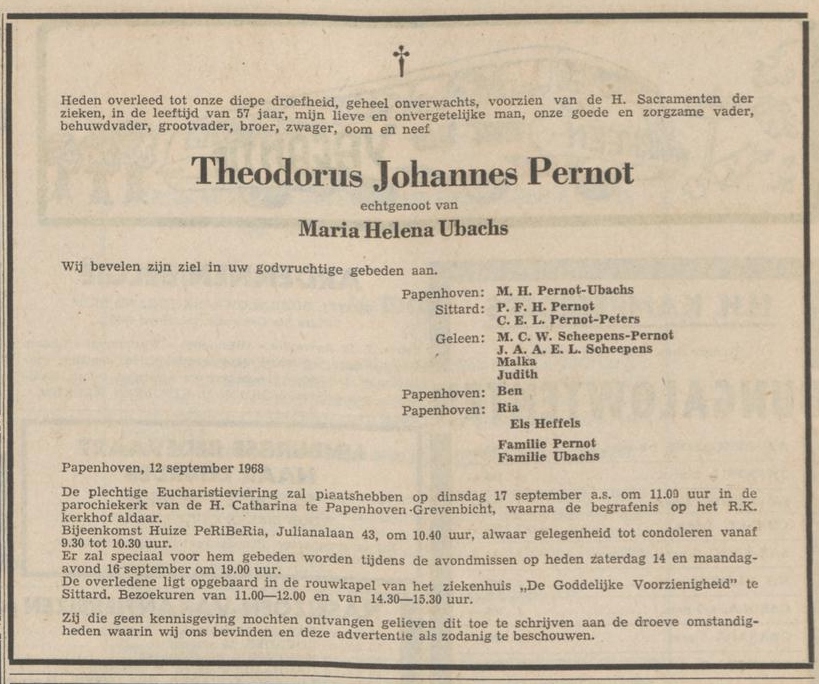 †
Heden overleed tot onze diepe droefheid, geheel onverwachts, voorzien van de H. Sacramenten der
zieken, in de leeftijd van 57 jaar, mijn lieve en onvergetelijke man, onze goede en zorgzame vader,
behuwdvader, grootvader, broer, zwager, oom en neef
Theodorus Johannes Pernot
echtgenoot van
Maria Helena Ubachs
Wij bevelen zijn ziel in uw godvruchtige gebeden aan.
Papenhoven: M. H. Pernot-Ubachs
Sittard: P. F. H. Pernot
C. E. L. Pernot-Peters
Geleen: M. C. W. Scheepens-Pernot
J. A. A. E. L. Scheepens
Malka
Judith
Papenhoven: Ben
Papenhoven: Ria
Els Heffels
Familie Pernot
Familie Ubachs
Papenhoven, 12 september 1968
De plechtige Eucharistieviering zal plaatshebben op dinsdag 17 september a.s. om 11.00 uur in de
parochiekerk van de H. Catharina te Papenhoven-Grevenbicht, waarna de begrafenis op het R.K.
kerkhof aldaar.
Bijeenkomst Huize PeRiBeRia, Julianalaan 43, om 10.40 uur, alwaar gelegenheid tot condoleren vanaf
9.30 tot 10.30 uur.
Er zal speciaal voor hem gebeden worden tijdens de avondmissen op heden zaterdag 14 en maandag-
avond 16 september om 19.00 uur.
De overledene ligt opgebaard in de rouwkapel van het ziekenhuis „De Goddelijke Voorzienigheid” te
Sittard. Bezoekuren van 11.00—12.00 en van 14.30—15.30 uur.
Zij die geen kennisgeving mochten ontvangen gelieven dit toe te schrijven aan de droeve omstandig-
heden waarin wij ons bevinden en deze advertentie als zodanig te beschouwen.